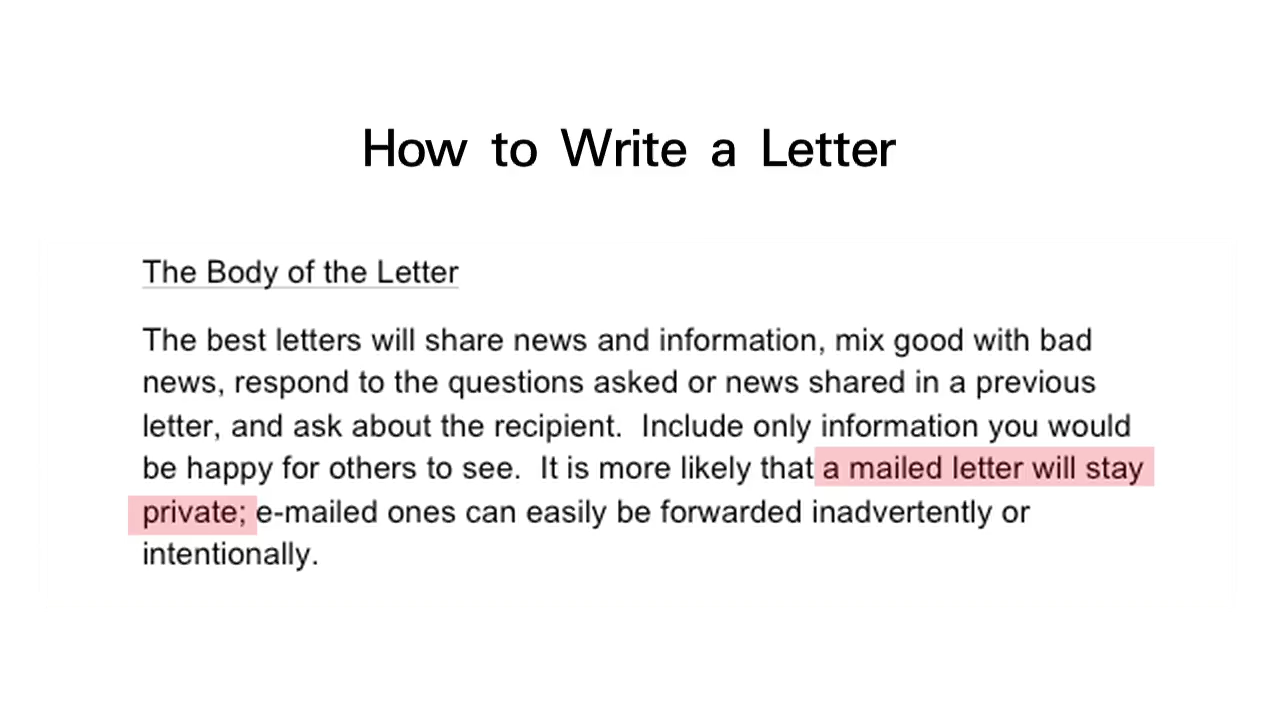 How to Write a Letter
The Body of the Letter
The best letters will share news and information, mix good with bad
news, respond to the questions asked or news shared in a previous
letter, and ask about the recipient.  Include only information you would
be happy for others to see.  It is more likely that a mailed letter will stay
private; e-mailed ones can easily be forwarded inadvertently or
intentionally.